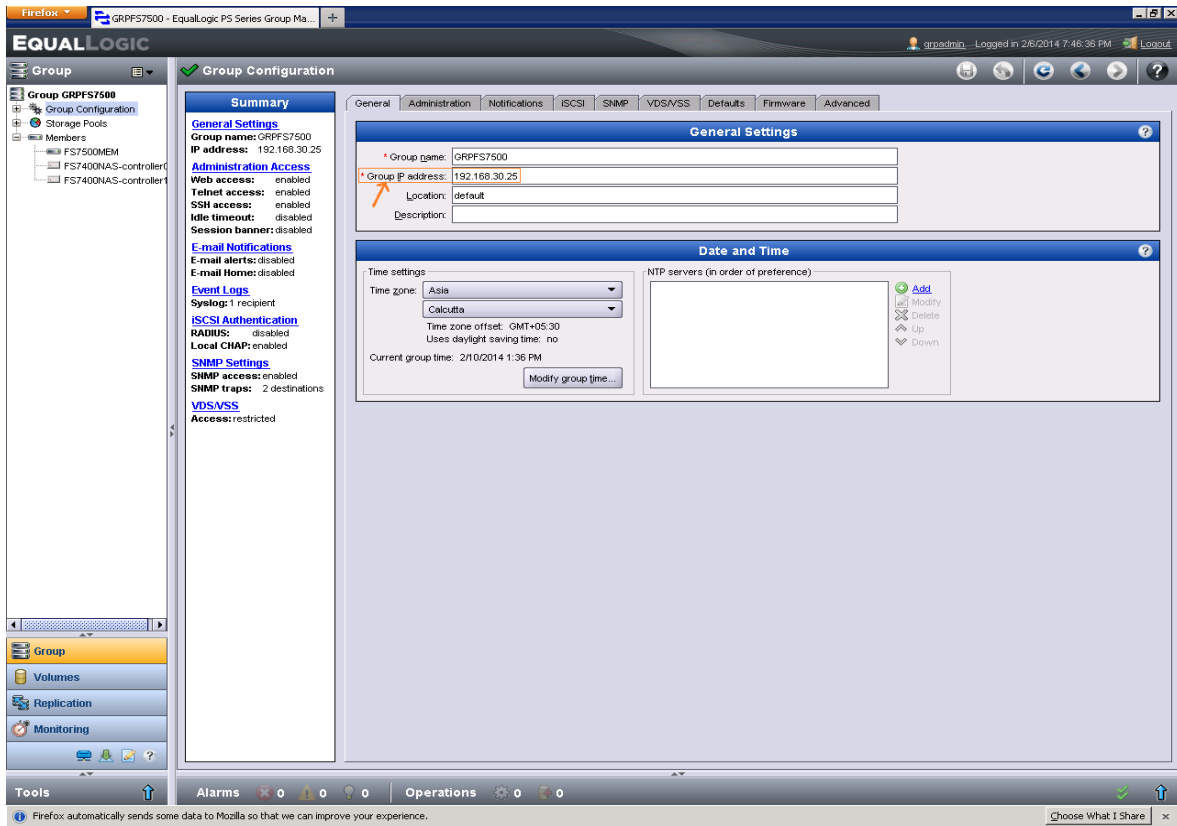 Firefox
GRPFS7500 - EqualLogic PS Series Group Ma...
EQUALLOGIC
grpadmin Logged in 2/6/2014 7:46:36 PM Logout
Group
Group GRPFS7500
Group Configuration
Storage Pools
Members
FS7500MEM
FS7400NAS-controller0
FS7400NAS-controller1
Group Configuration
Summary
General Settings
Group name: GRPFS7500
IP address: 192.168.30.25
Administration Access
Web access: enabled
Telnet access: enabled
SSH access: enabled
Idle timeout: disabled
Session banner: disabled
E-mail Notifications
E-mail alerts: disabled
E-mail Home: disabled
Event Logs
Syslog: 1 recipient
iSCSI Authentication
RADIUS: disabled
Local CHAP: enabled
SNMP Settings
SNMP access: enabled
SNMP traps: 2 destinations
VDS/VSS
Access: restricted
General Administration Notifications iSCSI SNMP VDS/VSS Defaults Firmware Advanced
General Settings
* Group name: GRPFS7500
* Group IP address: 192.168.30.25
Location: default
Description:
Date and Time
Time settings
Time zone: Asia
Calcutta
Time zone offset: GMT+05:30
Uses daylight saving time: no
Current group time: 2/10/2014 1:36 PM
Modify group time...
NTP servers (in order of preference)
Add
Modify
Delete
Up
Down
Group
Volumes
Replication
Monitoring
Tools
Alarms 0 0 0 Operations 0 0
Firefox automatically sends some data to Mozilla so that we can improve your experience.
Choose What I Share